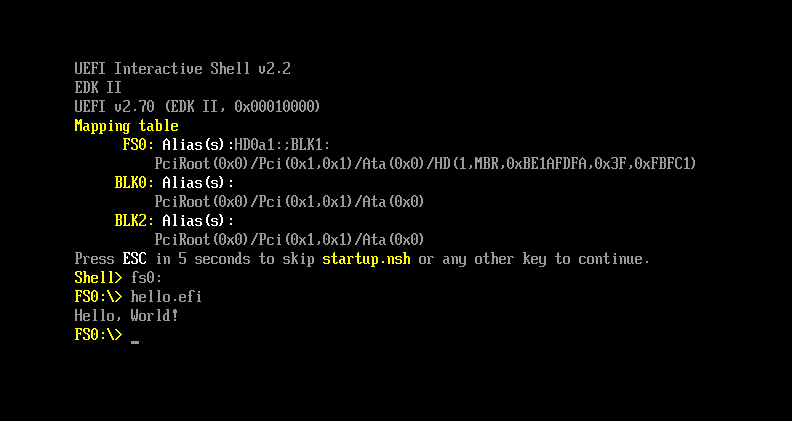 UEFI Interactive Shell v2.2
EDK II
UEFI v2.70 (EDK II, 0x00010000)
Mapping table
FS0: Alias(s):HD0a1:;BLK1:
PciRoot(0x0)/Pci(0x1,0x1)/Ata(0x0)/HD(1,MBR,0xBE1AFDFA,0x3F,0xFBFC1)
BLK0: Alias(s):
PciRoot(0x0)/Pci(0x1,0x1)/Ata(0x0)
BLK2: Alias(s):
PciRoot(0x0)/Pci(0x1,0x1)/Ata(0x0)
Press ESC in 5 seconds to skip startup.nsh or any other key to continue.
Shell> fs0:
FS0:\> hello.efi
Hello, World!
FS0:\> _